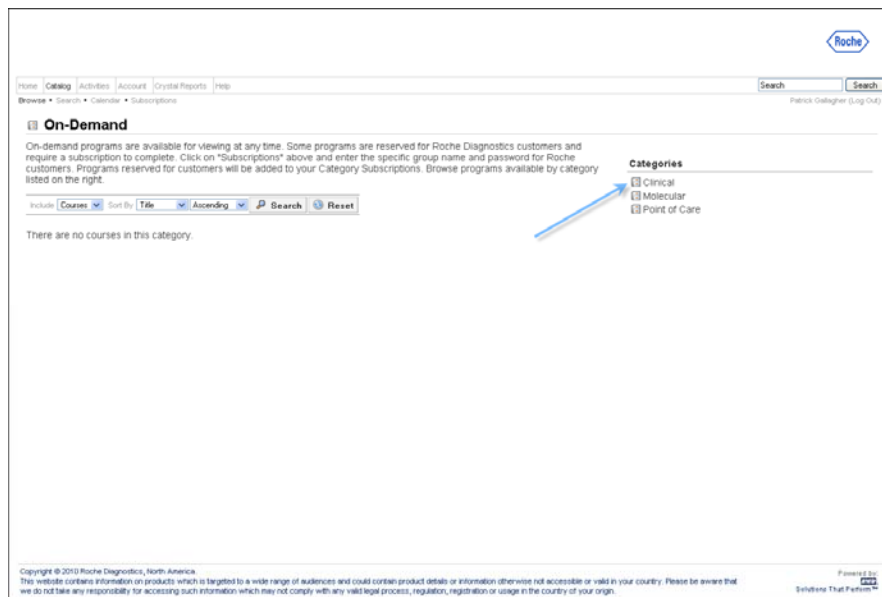 Roche
Home Catalog Activities Account Crystal Reports Help
Search Search
Browse • Search • Calendar • Subscriptions
Patrick Gallagher (Log Out)
On-Demand
On-demand programs are available for viewing at any time. Some programs are reserved for Roche Diagnostics customers and
require a subscription to complete. Click on "Subscriptions" above and enter the specific group name and password for Roche
customers. Programs reserved for customers will be added to your Category Subscriptions. Browse programs available by category
listed on the right.
Include Courses Sort By Title Ascending Search Reset
There are no courses in this category.
Categories
Clinical
Molecular
Point of Care
Copyright © 2010 Roche Diagnostics, North America.
This website contains information on products which is targeted to a wide range of audiences and could contain product details or information otherwise not accessible or valid in your country. Please be aware that
we do not take any responsibility for accessing such information which may not comply with any valid legal process, regulation, registration or usage in the country of your origin.
Powered by:
Solutions That Perform™